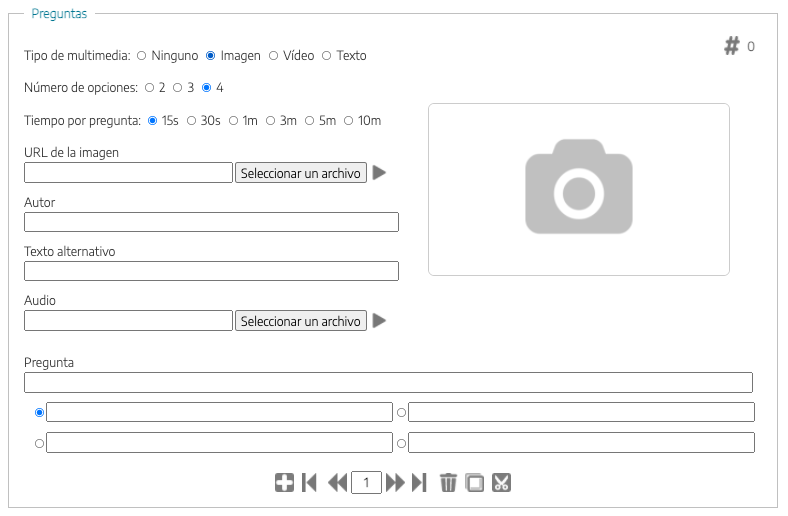 Preguntas
Tipo de multimedia: Ninguno Imagen Vídeo Texto
# 0
Número de opciones: 2 3 4
Tiempo por pregunta: 15s 30s 1m 3m 5m 10m
URL de la imagen
Seleccionar un archivo
Autor
Texto alternativo
Audio
Seleccionar un archivo
Pregunta
1